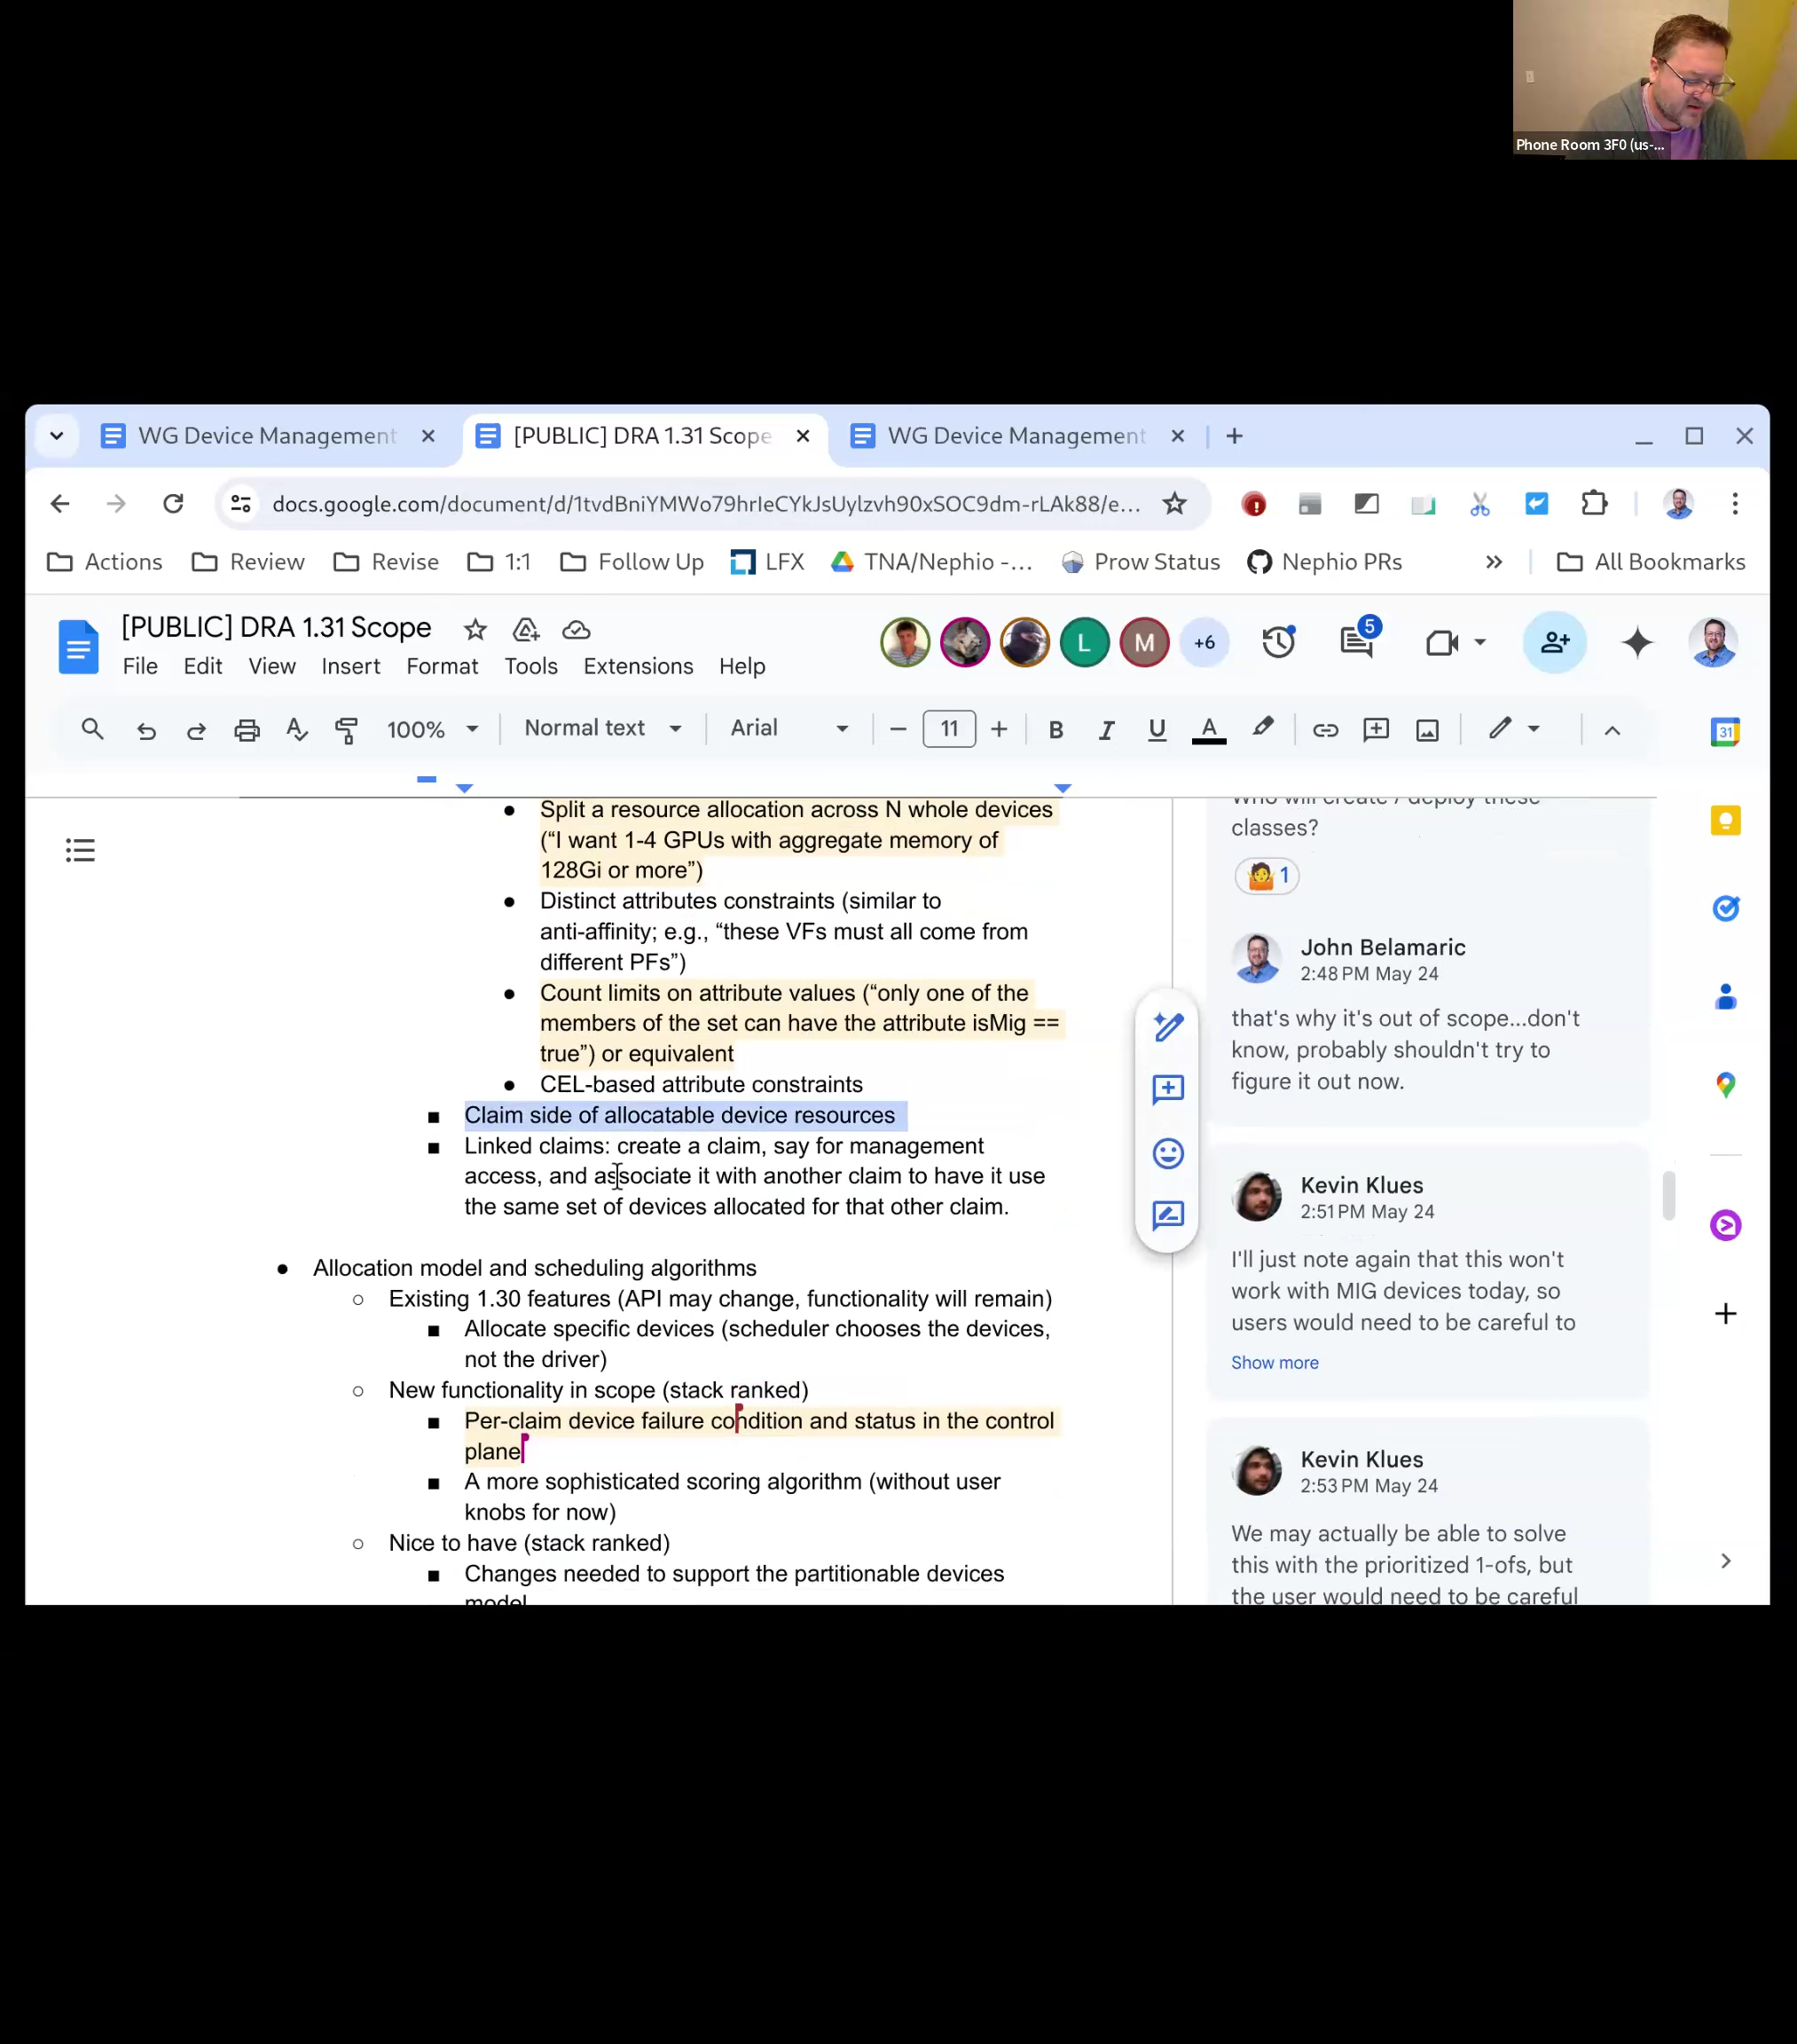 Phone Room 3F0 (us-...
WG Device Management
[PUBLIC] DRA 1.31 Scope
WG Device Management
docs.google.com/document/d/1tvdBniYMWo79hrIeCYkJsUylzvh90xSOC9dm-rLAk88/e...
Actions
Review
Revise
1:1
Follow Up
LFX
TNA/Nephio -...
Prow Status
Nephio PRs
All Bookmarks
[PUBLIC] DRA 1.31 Scope
L
M
+6
5
File Edit View Insert Format Tools Extensions Help
100%
Normal text
Arial
11
B I U A
31
● Split a resource allocation across N whole devices
(“I want 1-4 GPUs with aggregate memory of
128Gi or more”)
● Distinct attributes constraints (similar to
anti-affinity; e.g., “these VFs must all come from
different PFs”)
● Count limits on attribute values (“only one of the
members of the set can have the attribute isMig ==
true”) or equivalent
● CEL-based attribute constraints
■ Claim side of allocatable device resources
■ Linked claims: create a claim, say for management
access, and associate it with another claim to have it use
the same set of devices allocated for that other claim.
● Allocation model and scheduling algorithms
○ Existing 1.30 features (API may change, functionality will remain)
■ Allocate specific devices (scheduler chooses the devices,
not the driver)
○ New functionality in scope (stack ranked)
■ Per-claim device failure condition and status in the control
plane
■ A more sophisticated scoring algorithm (without user
knobs for now)
○ Nice to have (stack ranked)
■ Changes needed to support the partitionable devices
model
Who will create / deploy these
classes?
1
John Belamaric
2:48 PM May 24
that's why it's out of scope...don't
know, probably shouldn't try to
figure it out now.
Kevin Klues
2:51 PM May 24
I'll just note again that this won't
work with MIG devices today, so
users would need to be careful to
Show more
Kevin Klues
2:53 PM May 24
We may actually be able to solve
this with the prioritized 1-ofs, but
the user would need to be careful